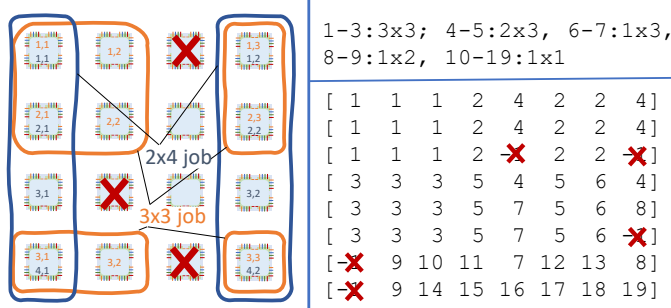 1,1 1,2 1,3
1,1 1,2
2,1 2,2 2,3
2,1 2,2
2x4 job
3,1 3,2
3x3 job
3,1 3,2 3,3
4,1 4,2
1-3:3x3; 4-5:2x3, 6-7:1x3,
8-9:1x2, 10-19:1x1
[ 1 1 1 2 4 2 2 4]
[ 1 1 1 2 4 2 2 4]
[ 1 1 1 2 -1 2 2 -1]
[ 3 3 3 5 4 5 6 4]
[ 3 3 3 5 7 5 6 8]
[ 3 3 3 5 7 5 6 -1]
[-1 9 10 11 7 12 13 8]
[-1 9 14 15 16 17 18 19]